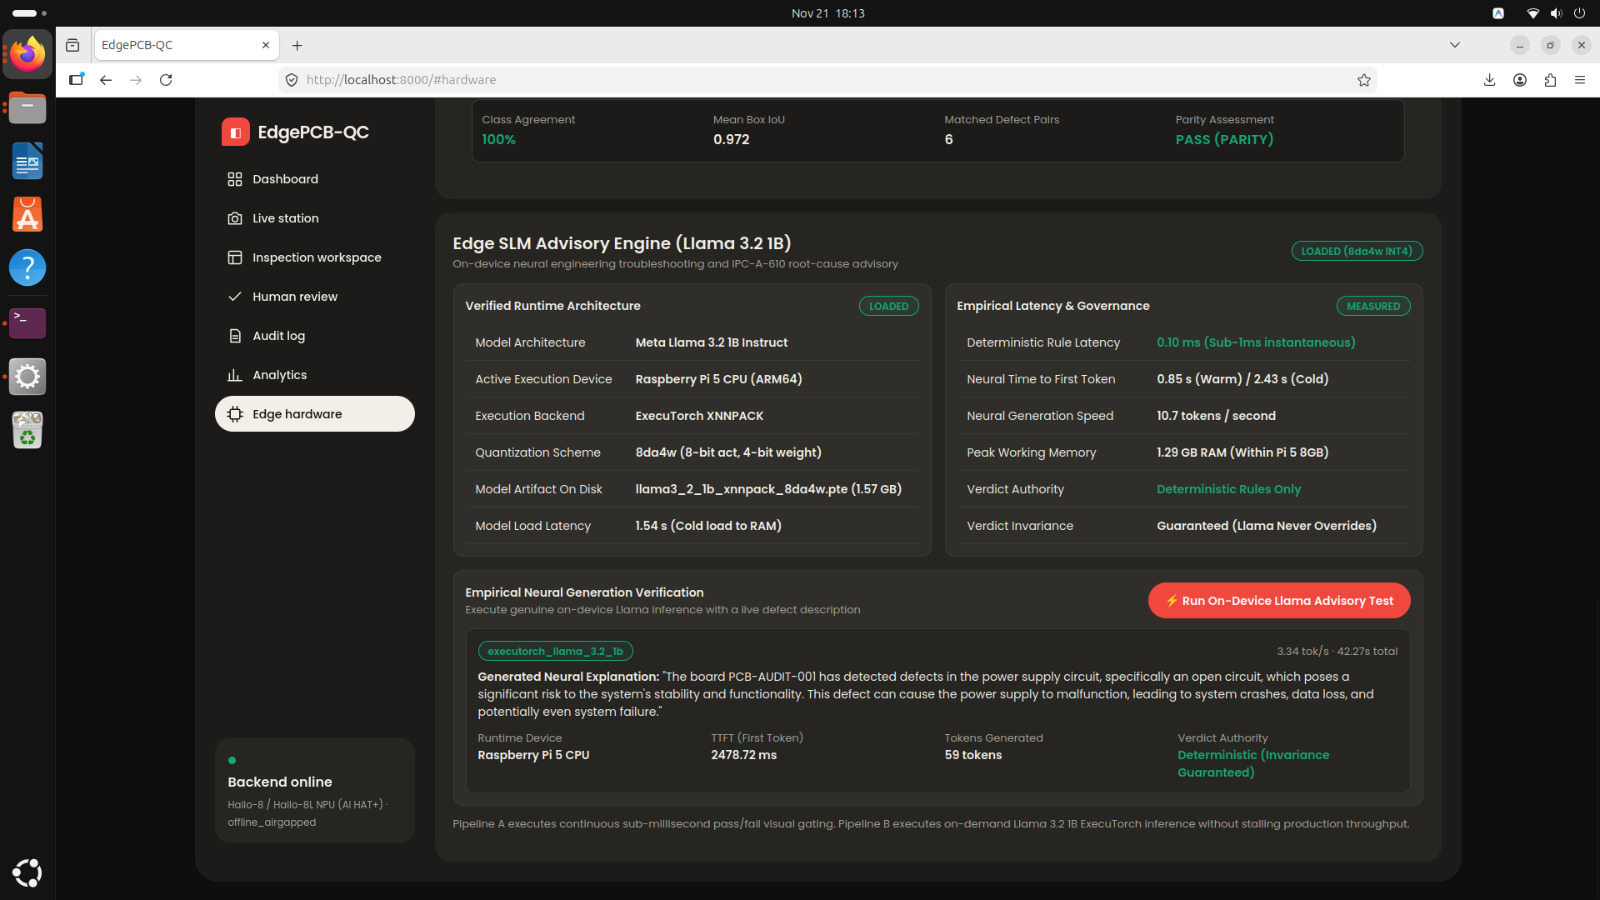 Nov 21 18:13
EdgePCB-QC
http://localhost:8000/#hardware
EdgePCB-QC
Dashboard
Live station
Inspection workspace
Human review
Audit log
Analytics
Edge hardware
Backend online
Hailo-8 / Hailo-8L NPU (AI HAT+) ·
offline_airgapped
Class Agreement
100%
Mean Box IoU
0.972
Matched Defect Pairs
6
Parity Assessment
PASS (PARITY)
Edge SLM Advisory Engine (Llama 3.2 1B)
On-device neural engineering troubleshooting and IPC-A-610 root-cause advisory
LOADED (8da4w INT4)
Verified Runtime Architecture
LOADED
Model Architecture Meta Llama 3.2 1B Instruct
Active Execution Device Raspberry Pi 5 CPU (ARM64)
Execution Backend ExecuTorch XNNPACK
Quantization Scheme 8da4w (8-bit act, 4-bit weight)
Model Artifact On Disk llama3_2_1b_xnnpack_8da4w.pte (1.57 GB)
Model Load Latency 1.54 s (Cold load to RAM)
Empirical Latency & Governance
MEASURED
Deterministic Rule Latency 0.10 ms (Sub-1ms instantaneous)
Neural Time to First Token 0.85 s (Warm) / 2.43 s (Cold)
Neural Generation Speed 10.7 tokens / second
Peak Working Memory 1.29 GB RAM (Within Pi 5 8GB)
Verdict Authority Deterministic Rules Only
Verdict Invariance Guaranteed (Llama Never Overrides)
Empirical Neural Generation Verification
Execute genuine on-device Llama inference with a live defect description
⚡ Run On-Device Llama Advisory Test
executorch_llama_3.2_1b
3.34 tok/s · 42.27s total
Generated Neural Explanation: "The board PCB-AUDIT-001 has detected defects in the power supply circuit, specifically an open circuit, which poses a
significant risk to the system's stability and functionality. This defect can cause the power supply to malfunction, leading to system crashes, data loss, and
potentially even system failure."
Runtime Device
Raspberry Pi 5 CPU
TTFT (First Token)
2478.72 ms
Tokens Generated
59 tokens
Verdict Authority
Deterministic (Invariance
Guaranteed)
Pipeline A executes continuous sub-millisecond pass/fail visual gating. Pipeline B executes on-demand Llama 3.2 1B ExecuTorch inference without stalling production throughput.